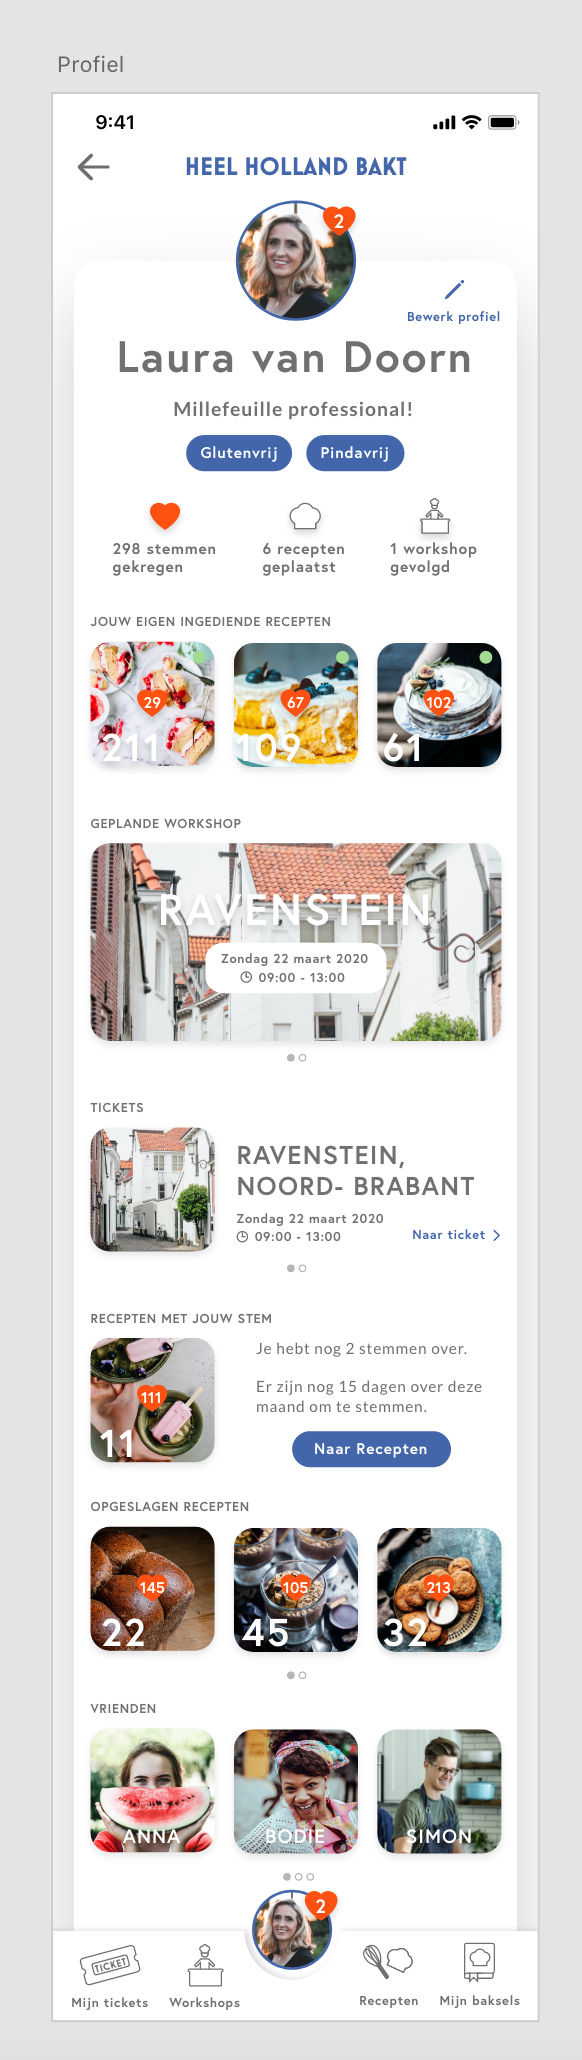 Profiel
9:41
HEEL HOLLAND BAKT
2
Bewerk profiel
Laura van Doorn
Millefeuille professional!
Glutenvrij Pindavrij
298 stemmen gekregen
6 recepten geplaatst
1 workshop gevolgd
JOUW EIGEN INGEDIENDE RECEPTEN
29 67 102
211 109 61
GEPLANDE WORKSHOP
RAVENSTEIN
Zondag 22 maart 2020
09:00 - 13:00
TICKETS
RAVENSTEIN,
NOORD- BRABANT
Zondag 22 maart 2020
09:00 - 13:00
Naar ticket
RECEPTEN MET JOUW STEM
111
11
Je hebt nog 2 stemmen over.
Er zijn nog 15 dagen over deze
maand om te stemmen.
Naar Recepten
OPGESLAGEN RECEPTEN
145 105 213
22 45 32
VRIENDEN
ANNA BODIE SIMON
2
TICKET
Mijn tickets Workshops Recepten Mijn baksels